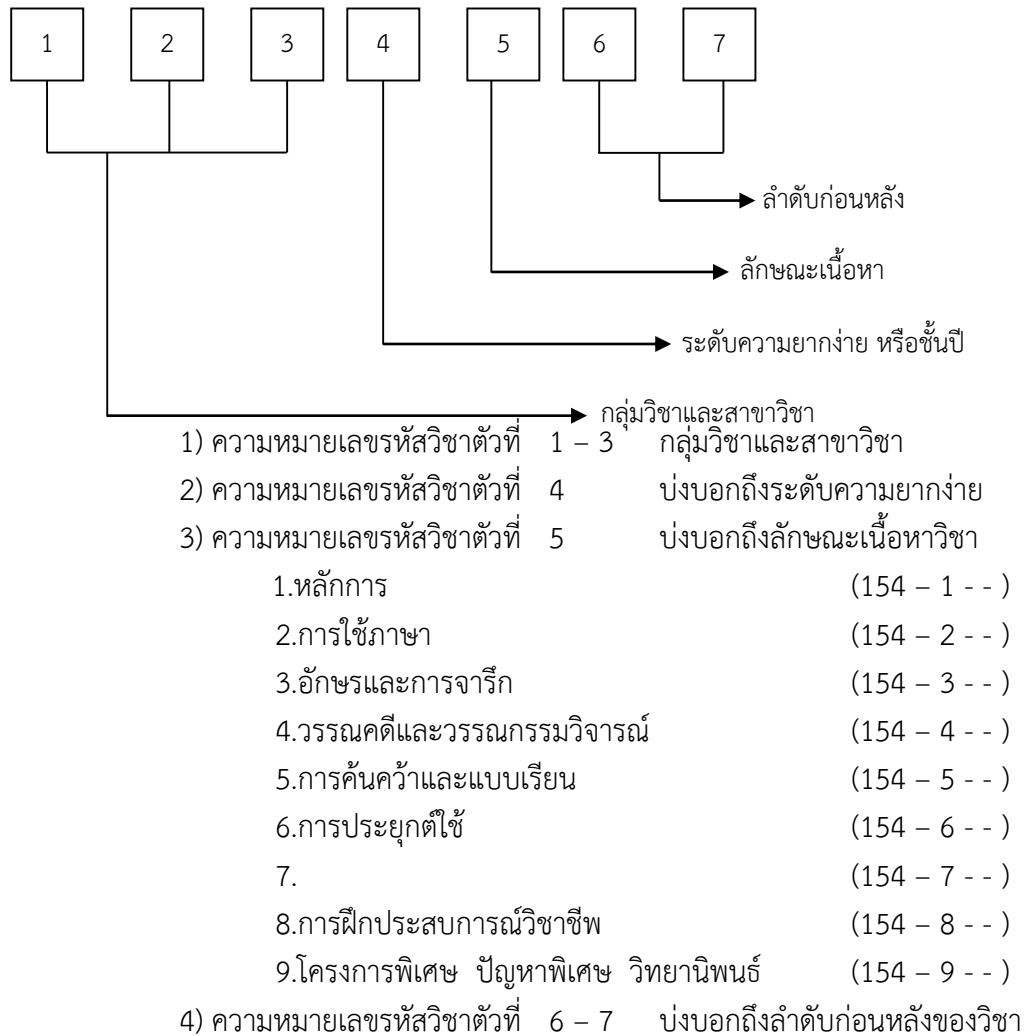 1 2 3 4 5 6 7
ลำดับก่อนหลัง
ลักษณะเนื้อหา
ระดับความยากง่าย หรือชั้นปี
กลุ่มวิชาและสาขาวิชา
1) ความหมายเลขรหัสวิชาตัวที่ 1 – 3 กลุ่มวิชาและสาขาวิชา
2) ความหมายเลขรหัสวิชาตัวที่ 4 บ่งบอกถึงระดับความยากง่าย
3) ความหมายเลขรหัสวิชาตัวที่ 5 บ่งบอกถึงลักษณะเนื้อหาวิชา
1.หลักการ (154 – 1 - - )
2.การใช้ภาษา (154 – 2 - - )
3.อักษรและการจารึก (154 – 3 - - )
4.วรรณคดีและวรรณกรรมวิจารณ์ (154 – 4 - - )
5.การค้นคว้าและแบบเรียน (154 – 5 - - )
6.การประยุกต์ใช้ (154 – 6 - - )
7. (154 – 7 - - )
8.การฝึกประสบการณ์วิชาชีพ (154 – 8 - - )
9.โครงการพิเศษ ปัญหาพิเศษ วิทยานิพนธ์ (154 – 9 - - )
4) ความหมายเลขรหัสวิชาตัวที่ 6 – 7 บ่งบอกถึงลำดับก่อนหลังของวิชา